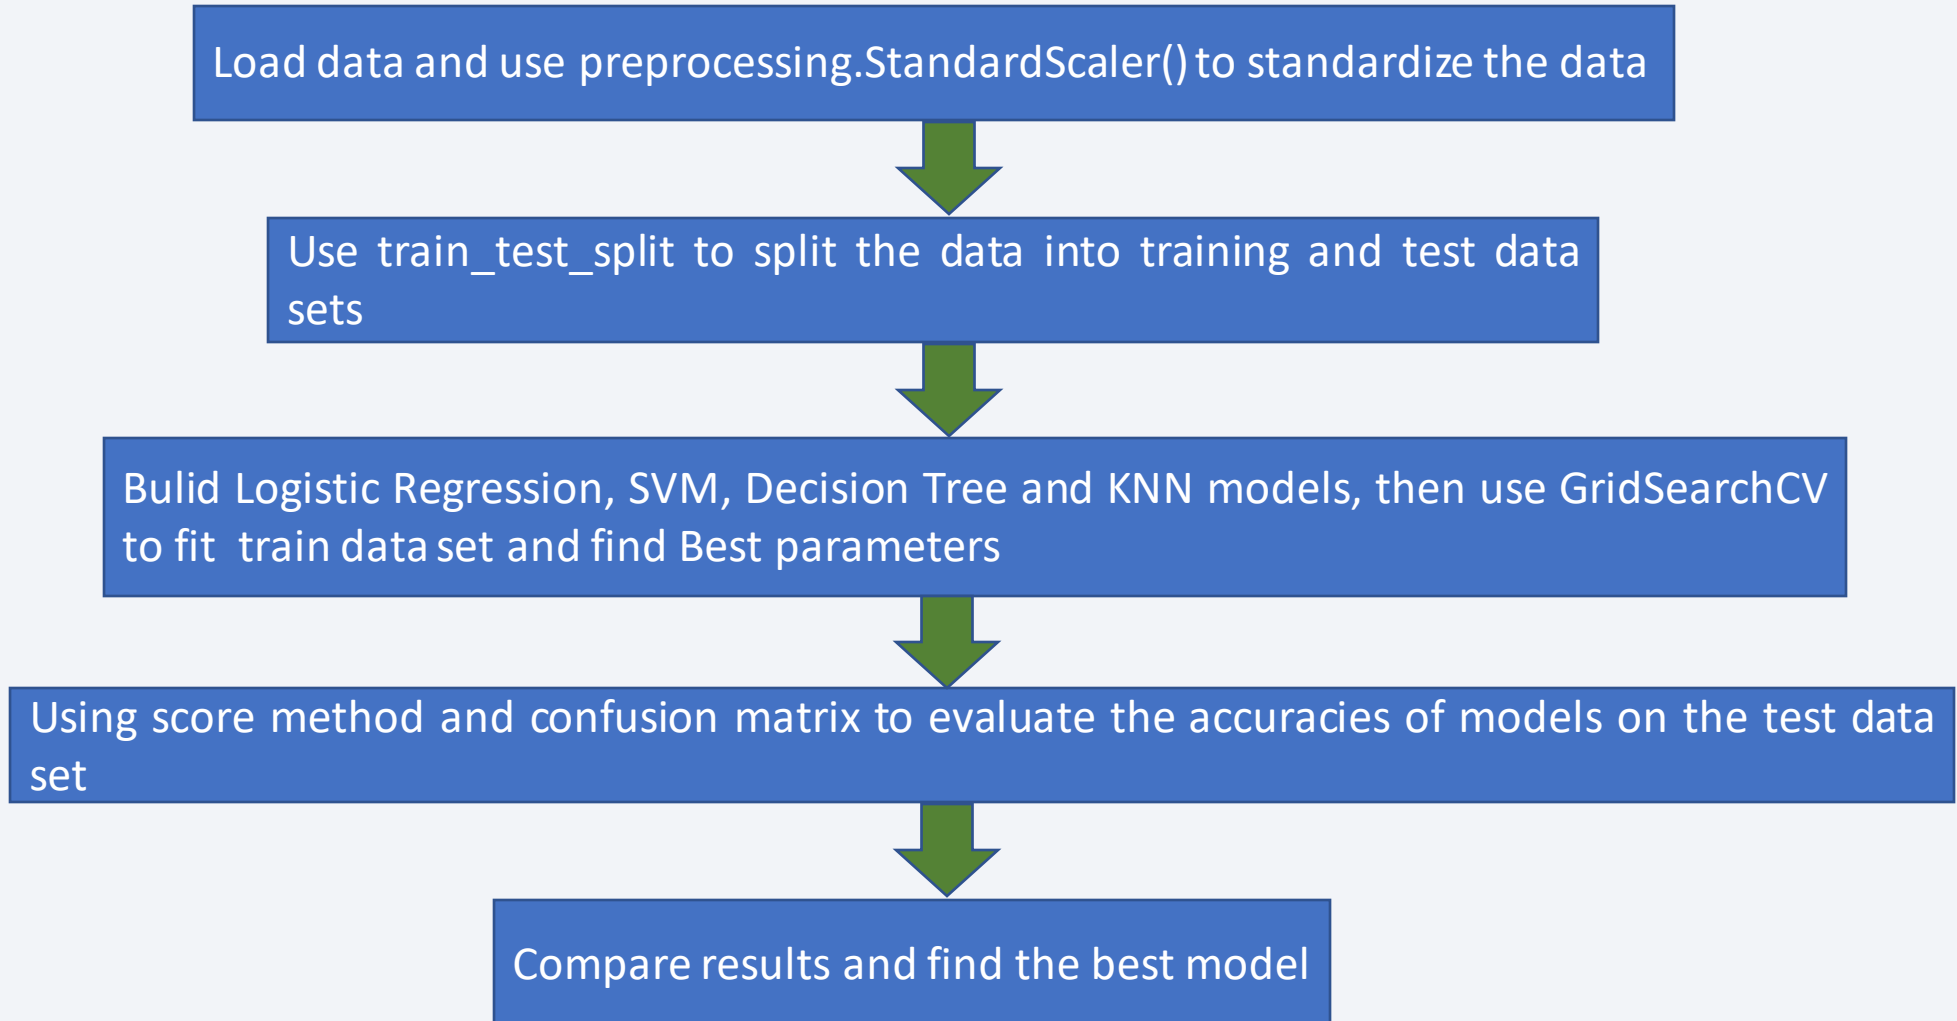 Load data and use preprocessing.StandardScaler() to standardize the data
Use train_test_split to split the data into training and test data
sets
Bulid Logistic Regression, SVM, Decision Tree and KNN models, then use GridSearchCV
to fit train data set and find Best parameters
Using score method and confusion matrix to evaluate the accuracies of models on the test data
set
Compare results and find the best model